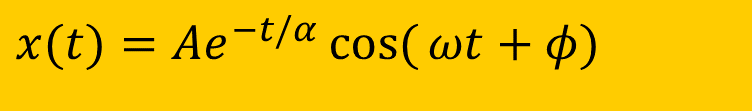 x(t) = Ae^{-t/α} cos( ωt + ϕ)